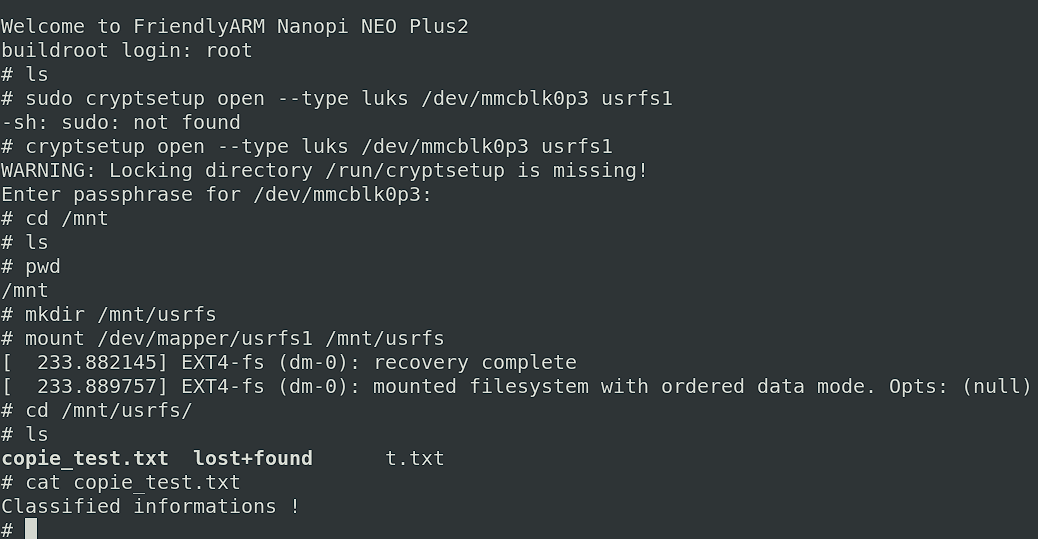 Welcome to FriendlyARM Nanopi NEO Plus2
buildroot login: root
# ls
# sudo cryptsetup open --type luks /dev/mmcblk0p3 usrfs1
-sh: sudo: not found
# cryptsetup open --type luks /dev/mmcblk0p3 usrfs1
WARNING: Locking directory /run/cryptsetup is missing!
Enter passphrase for /dev/mmcblk0p3:
# cd /mnt
# ls
# pwd
/mnt
# mkdir /mnt/usrfs
# mount /dev/mapper/usrfs1 /mnt/usrfs
[  233.882145] EXT4-fs (dm-0): recovery complete
[  233.889757] EXT4-fs (dm-0): mounted filesystem with ordered data mode. Opts: (null)
# cd /mnt/usrfs/
# ls
copie_test.txt  lost+found      t.txt
# cat copie_test.txt
Classified informations !
#